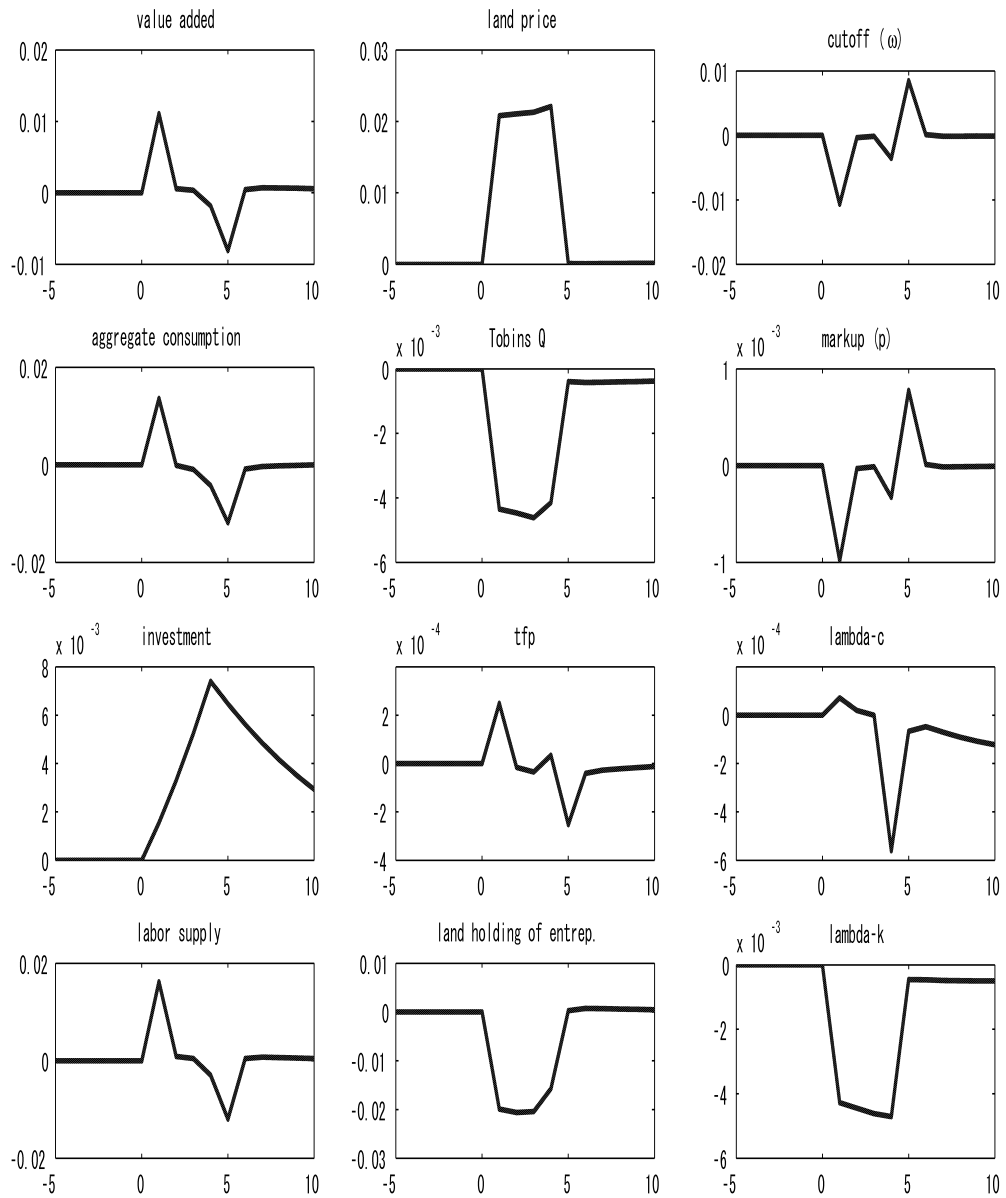 value added
0.02
0.01
0
-0.01
-5 0 5 10
land price
0.03
0.02
0.01
0
-5 0 5 10
cutoff (ω)
0.01
0
-0.01
-0.02
-5 0 5 10
aggregate consumption
0.02
0
-0.02
-5 0 5 10
Tobins Q
x 10 -3
0
-2
-4
-6
-5 0 5 10
markup (p)
x 10 -3
1
0
-1
-5 0 5 10
investment
x 10 -3
8
6
4
2
0
-5 0 5 10
tfp
x 10 -4
2
0
-2
-4
-5 0 5 10
lambda-c
x 10 -4
0
-2
-4
-6
-5 0 5 10
labor supply
0.02
0
-0.02
-5 0 5 10
land holding of entrep.
0.01
0
-0.01
-0.02
-0.03
-5 0 5 10
lambda-k
x 10 -3
0
-2
-4
-6
-5 0 5 10